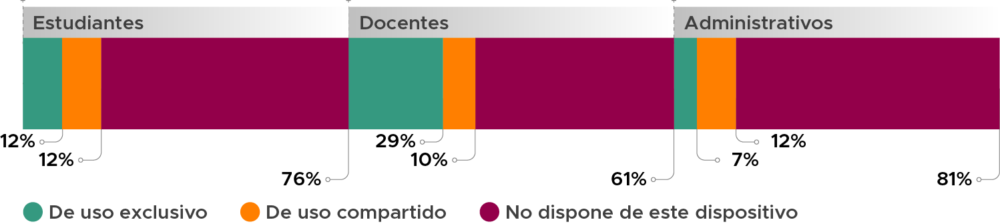 Estudiantes
Docentes
Administrativos
12%
29%
12%
12%
10%
7%
76%
61%
81%
De uso exclusivo
De uso compartido
No dispone de este dispositivo